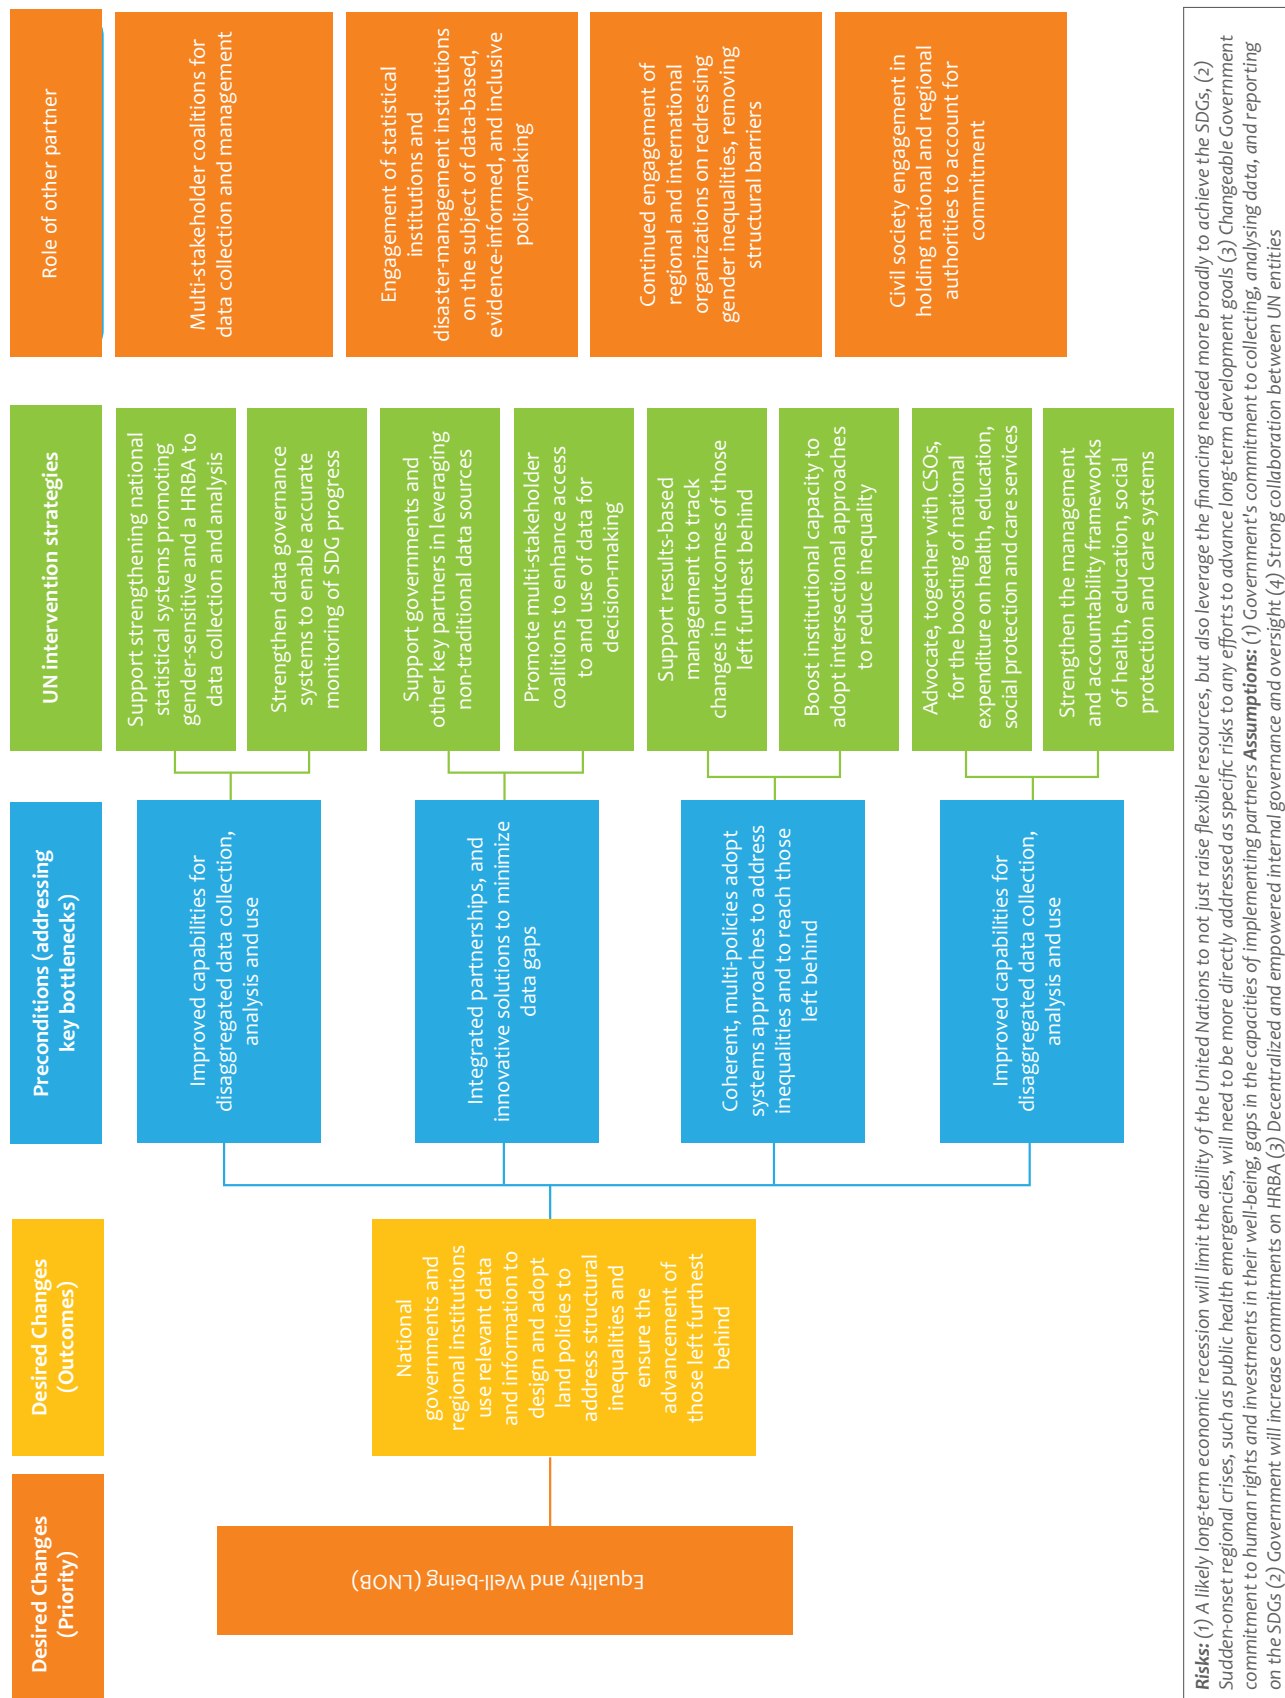 Desired Changes
(Priority)
Desired Changes
(Outcomes)
Preconditions (addressing
key bottlenecks)
UN intervention strategies
Role of other partner
Equality and Well-being (LNOB)
National
governments and
regional institutions
use relevant data
and information to
design and adopt
land policies to
address structural
inequalities and
ensure the
advancement of
those left furthest
behind
Improved capabilities for
disaggregated data collection,
analysis and use
Integrated partnerships, and
innovative solutions to minimize
data gaps
Coherent, multi-policies adopt
systems approaches to address
inequalities and to reach those
left behind
Improved capabilities for
disaggregated data collection,
analysis and use
Support strengthening national
statistical systems promoting
gender-sensitive and a HRBA to
data collection and analysis
Strengthen data governance
systems to enable accurate
monitoring of SDG progress
Support governments and
other key partners in leveraging
non-traditional data sources
Promote multi-stakeholder
coalitions to enhance access
to and use of data for
decision-making
Support results-based
management to track
changes in outcomes of those
left furthest behind
Boost institutional capacity to
adopt intersectional approaches
to reduce inequality
Advocate, together with CSOs,
for the boosting of national
expenditure on health, education,
social protection and care services
Strengthen the management
and accountability frameworks
of health, education, social
protection and care systems
Multi-stakeholder coalitions for
data collection and management
Engagement of statistical
institutions and
disaster-management institutions
on the subject of data-based,
evidence-informed, and inclusive
policymaking
Continued engagement of
regional and international
organizations on redressing
gender inequalities, removing
structural barriers
Civil society engagement in
holding national and regional
authorities to account for
commitment
Risks: (1) A likely long-term economic recession will limit the ability of the United Nations to not just raise flexible resources, but also leverage the financing needed more broadly to achieve the SDGs, (2)
Sudden-onset regional crises, such as public health emergencies, will need to be more directly addressed as specific risks to any efforts to advance long-term development goals (3) Changeable Government
commitment to human rights and investments in their well-being, gaps in the capacities of implementing partners Assumptions: (1) Government's commitment to collecting, analysing data, and reporting
on the SDGs (2) Government will increase commitments on HRBA (3) Decentralized and empowered internal governance and oversight (4) Strong collaboration between UN entities